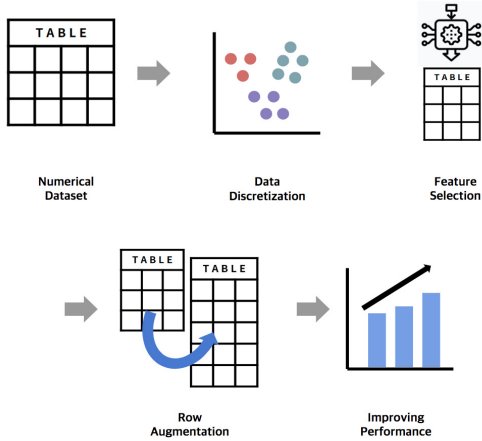 TABLE
TABLE
Numerical
Dataset
Data
Discretization
Feature
Selection
TABLE
TABLE
Row
Augmentation
Improving
Performance